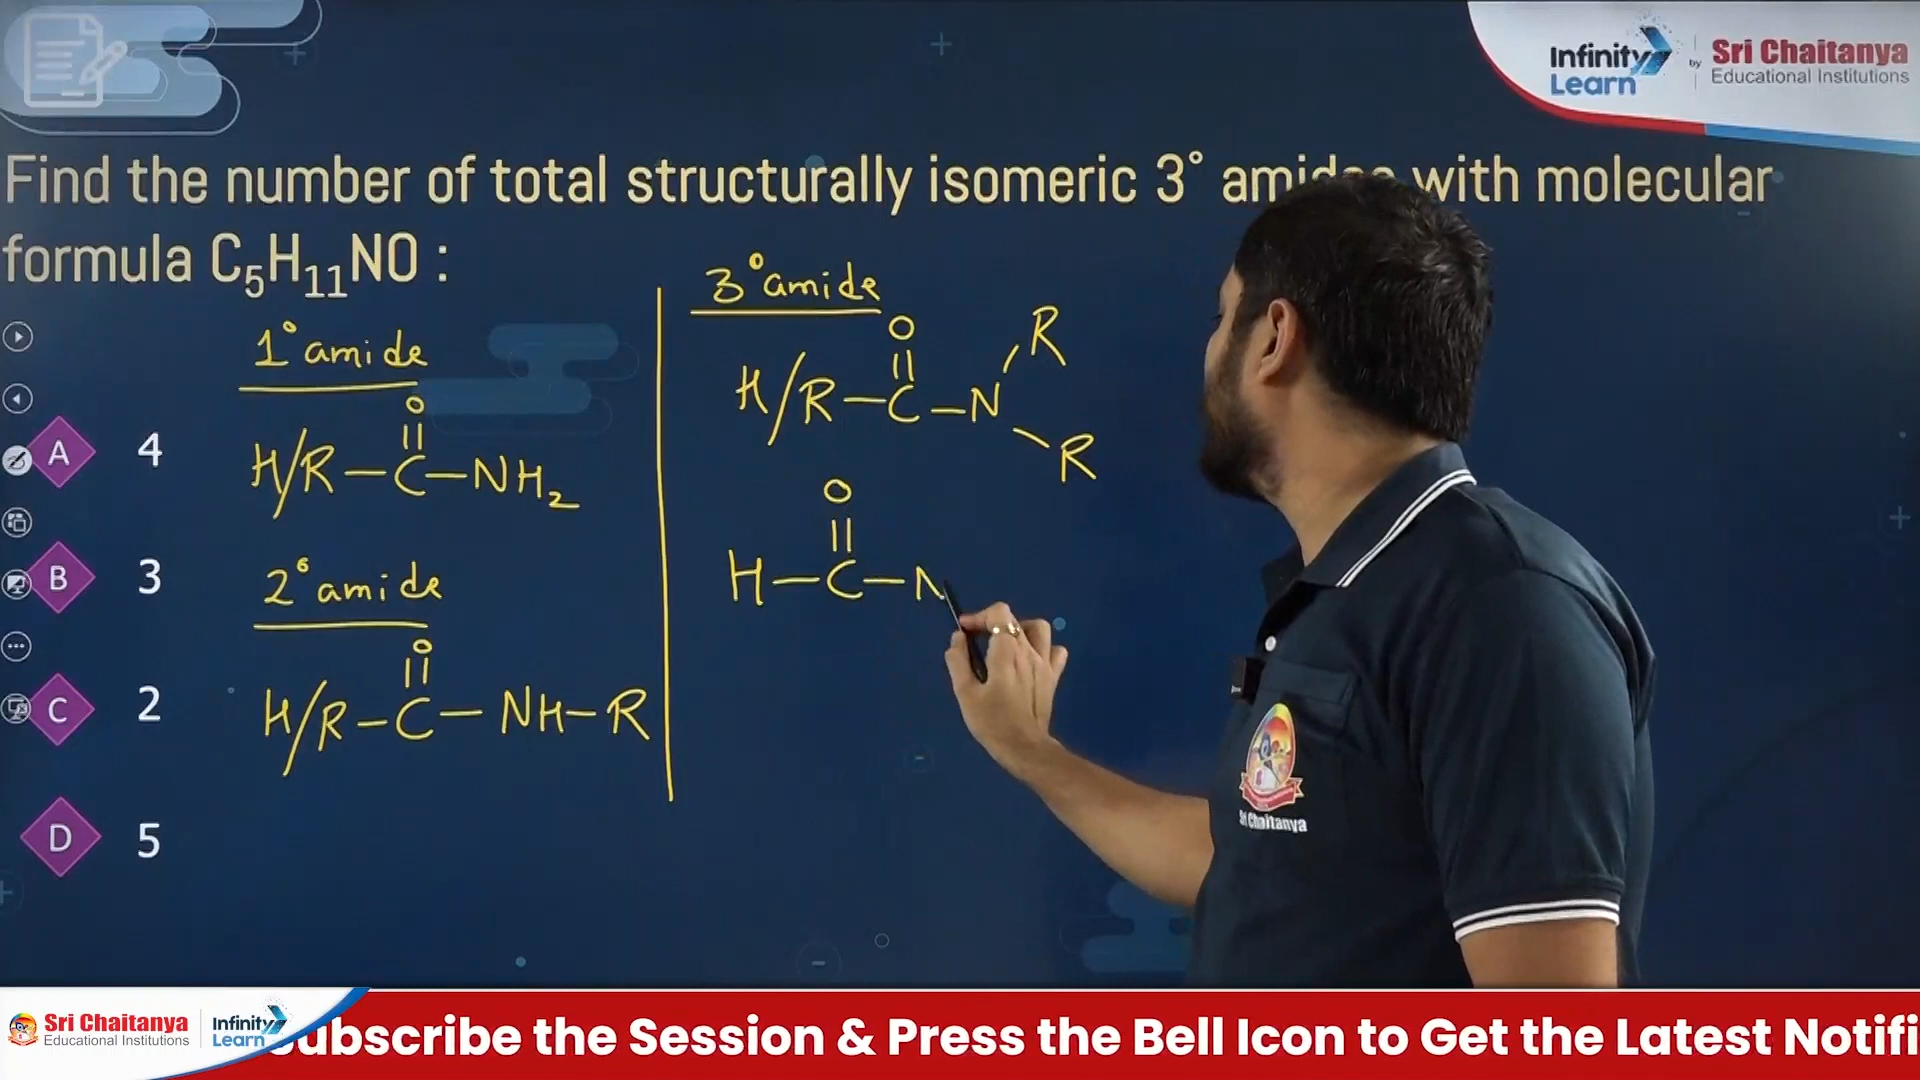 Infinity Learn by Sri Chaitanya Educational Institutions
Find the number of total structurally isomeric 3° amides with molecular
formula C₅H₁₁NO :
1° amide
O
||
H/R—C—NH₂
2° amide
O
||
H/R—C—NH—R
3° amide
O
||
H/R—C—N
R
R
O
||
H—C—N
A 4
B 3
C 2
D 5
Sri Chaitanya
Sri Chaitanya Educational Institutions
Infinity Learn
ubscribe the Session & Press the Bell Icon to Get the Latest Notifi